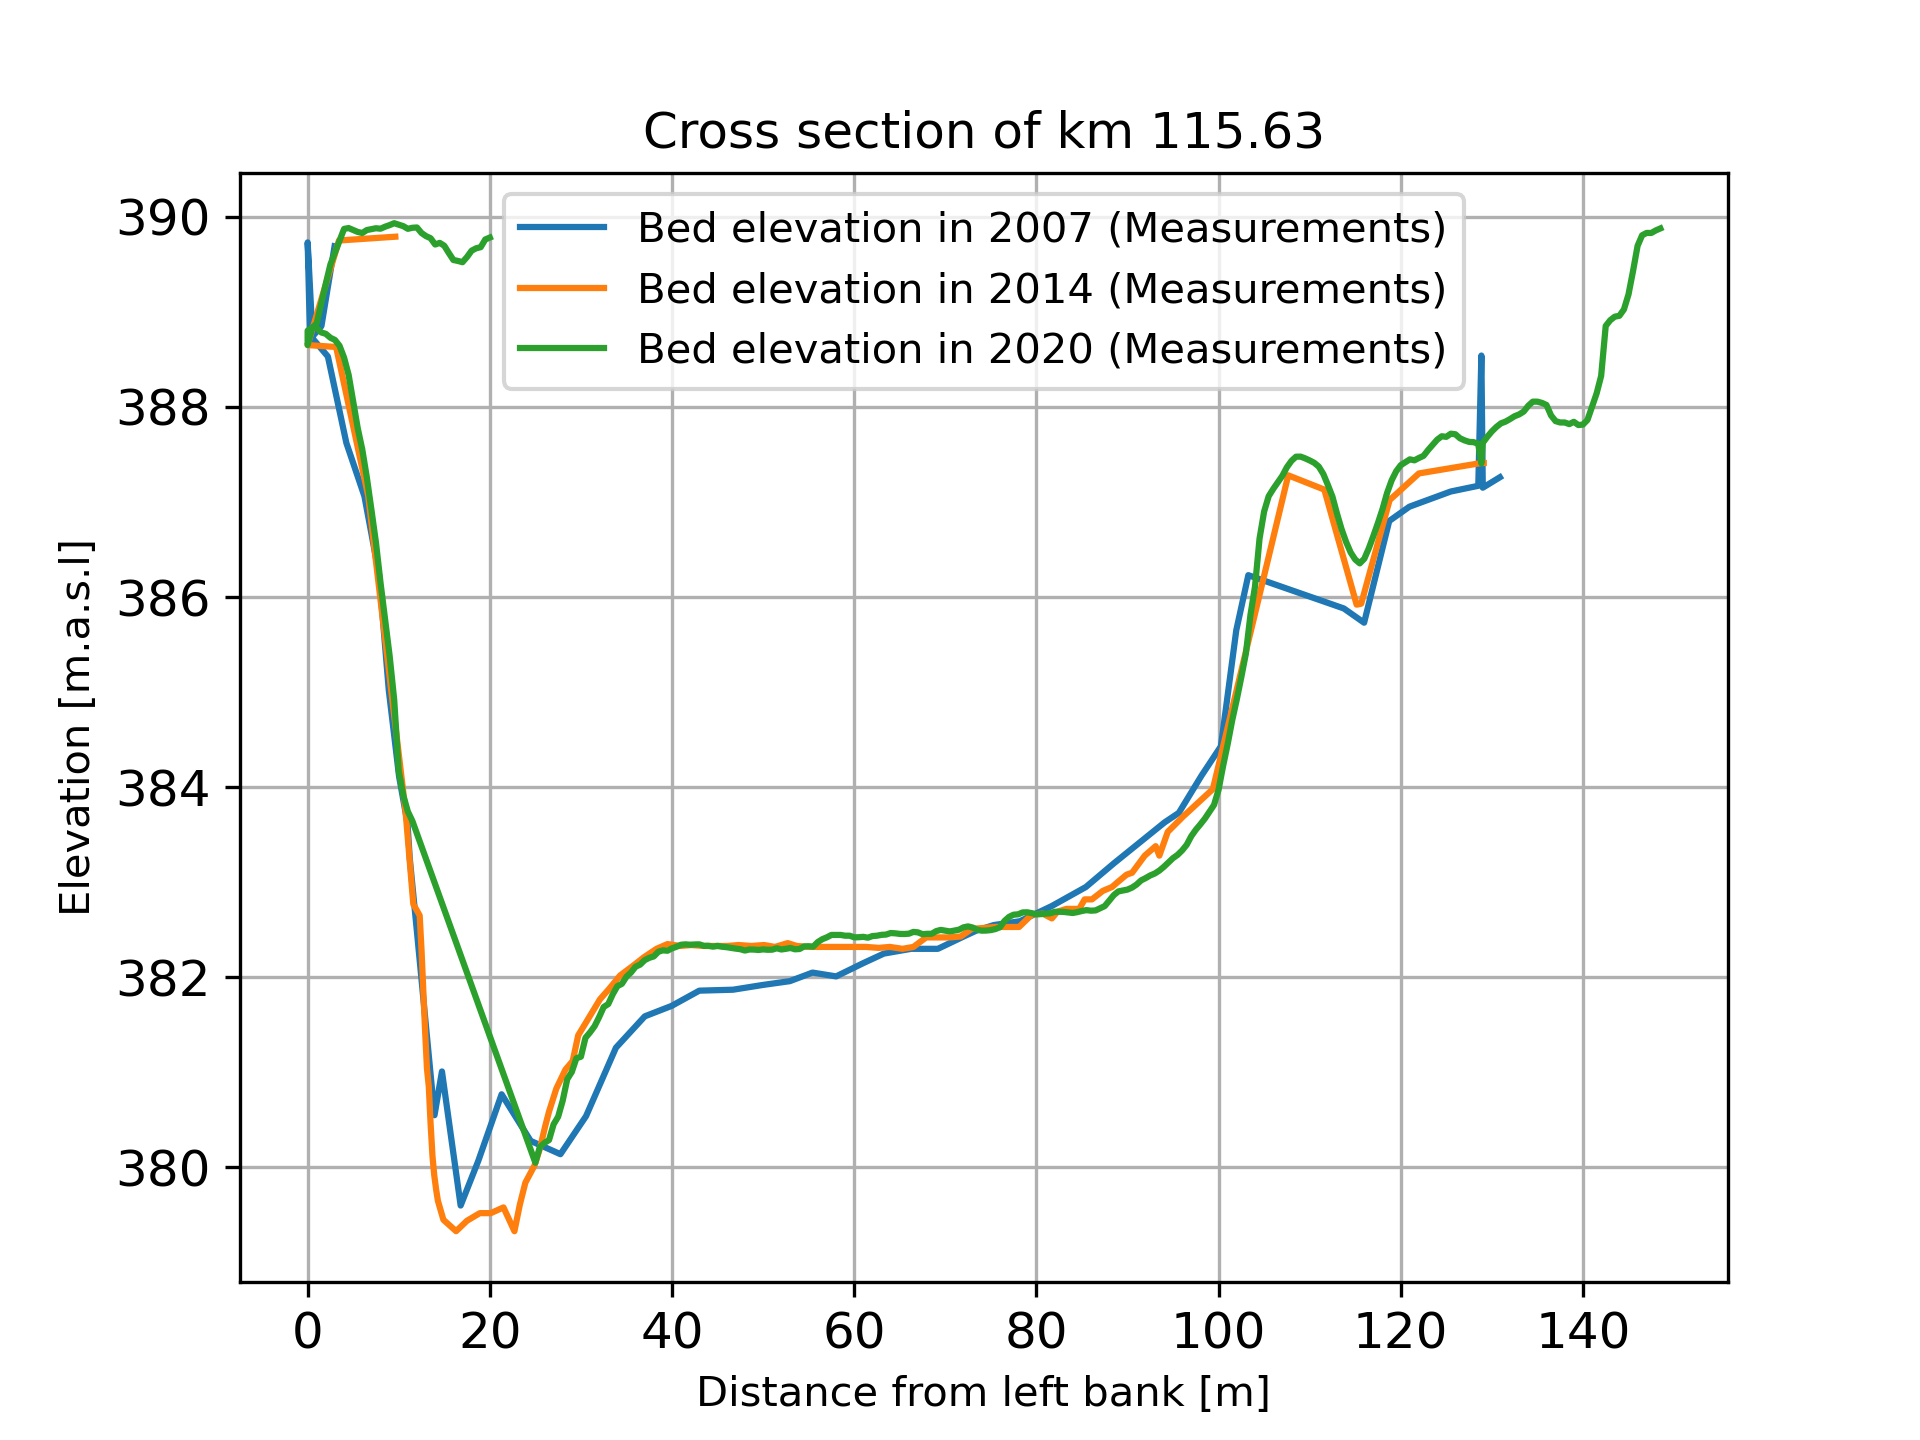 Cross section of km 115.63
Bed elevation in 2007 (Measurements)
Bed elevation in 2014 (Measurements)
Bed elevation in 2020 (Measurements)
Elevation [m.a.s.l]
390
388
386
384
382
380
0 20 40 60 80 100 120 140
Distance from left bank [m]